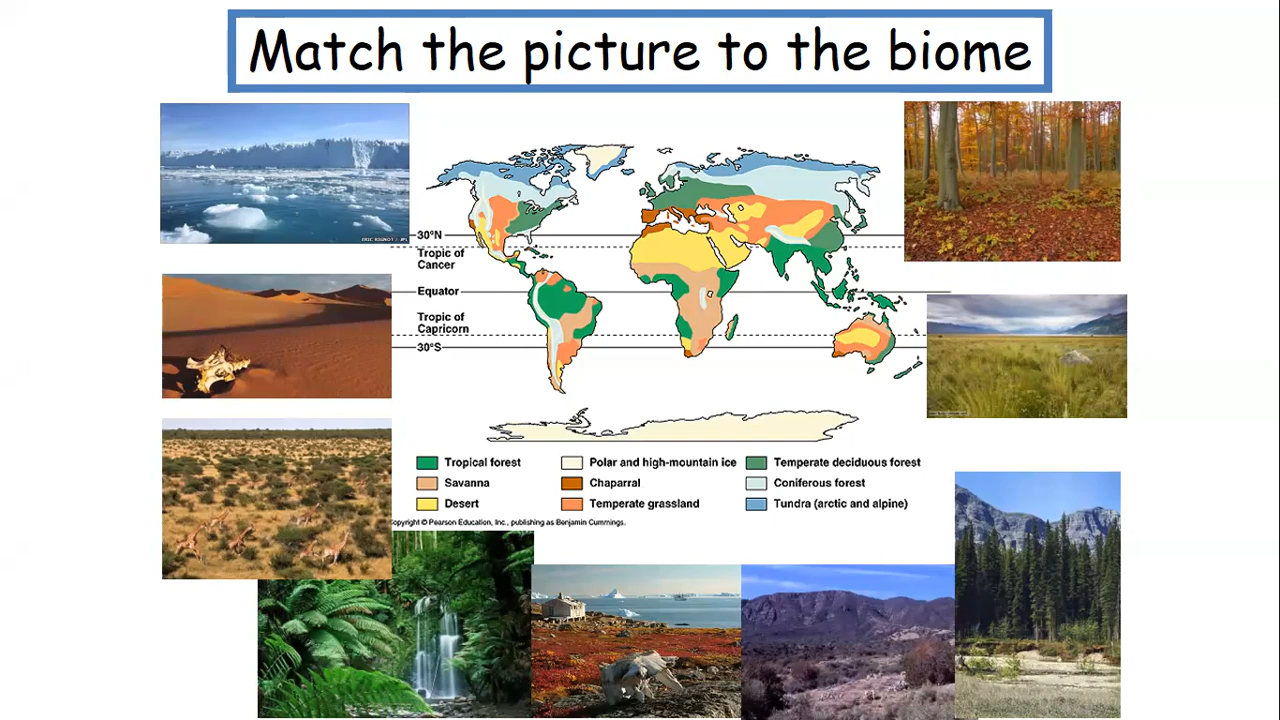 Match the picture to the biome
30°N
Tropic of
Cancer
Equator
Tropic of
Capricorn
30°S
Tropical forest
Polar and high-mountain ice
Temperate deciduous forest
Savanna
Chaparral
Coniferous forest
Desert
Temperate grassland
Tundra (arctic and alpine)
opyright © Pearson Education, Inc., publishing as Benjamin Cummings.